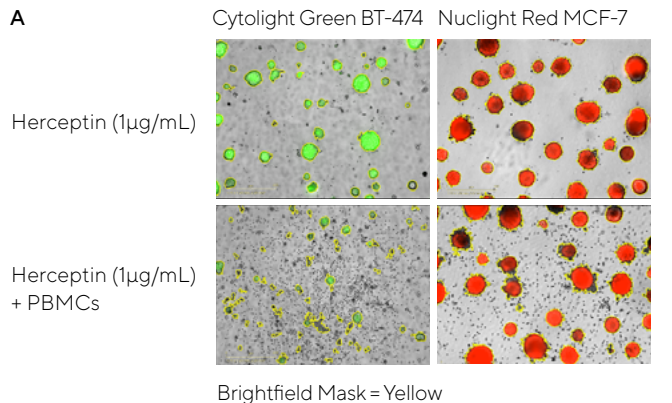 A
Cytolight Green BT-474 Nuclight Red MCF-7
Herceptin (1µg/mL)
Herceptin (1µg/mL)
+ PBMCs
Brightfield Mask = Yellow